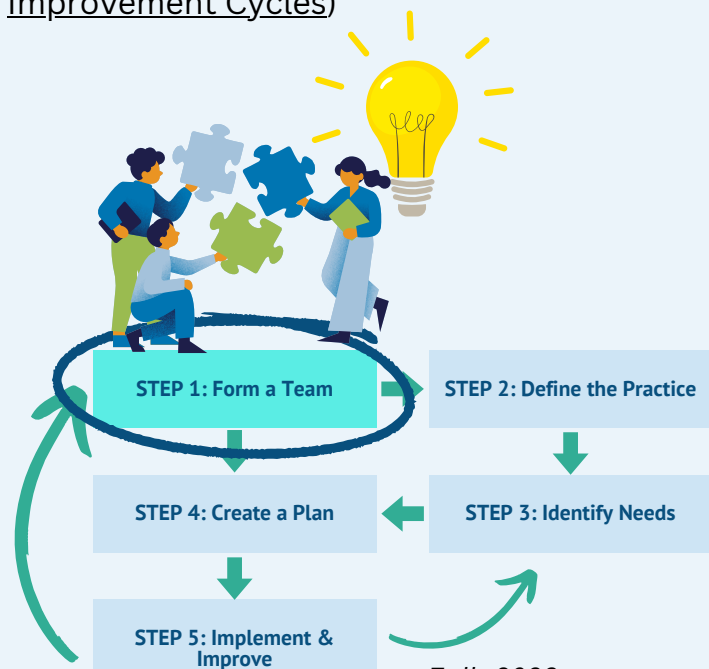 Improvement Cycles)
STEP 1: Form a Team
STEP 2: Define the Practice
STEP 4: Create a Plan
STEP 3: Identify Needs
STEP 5: Implement &
Improve